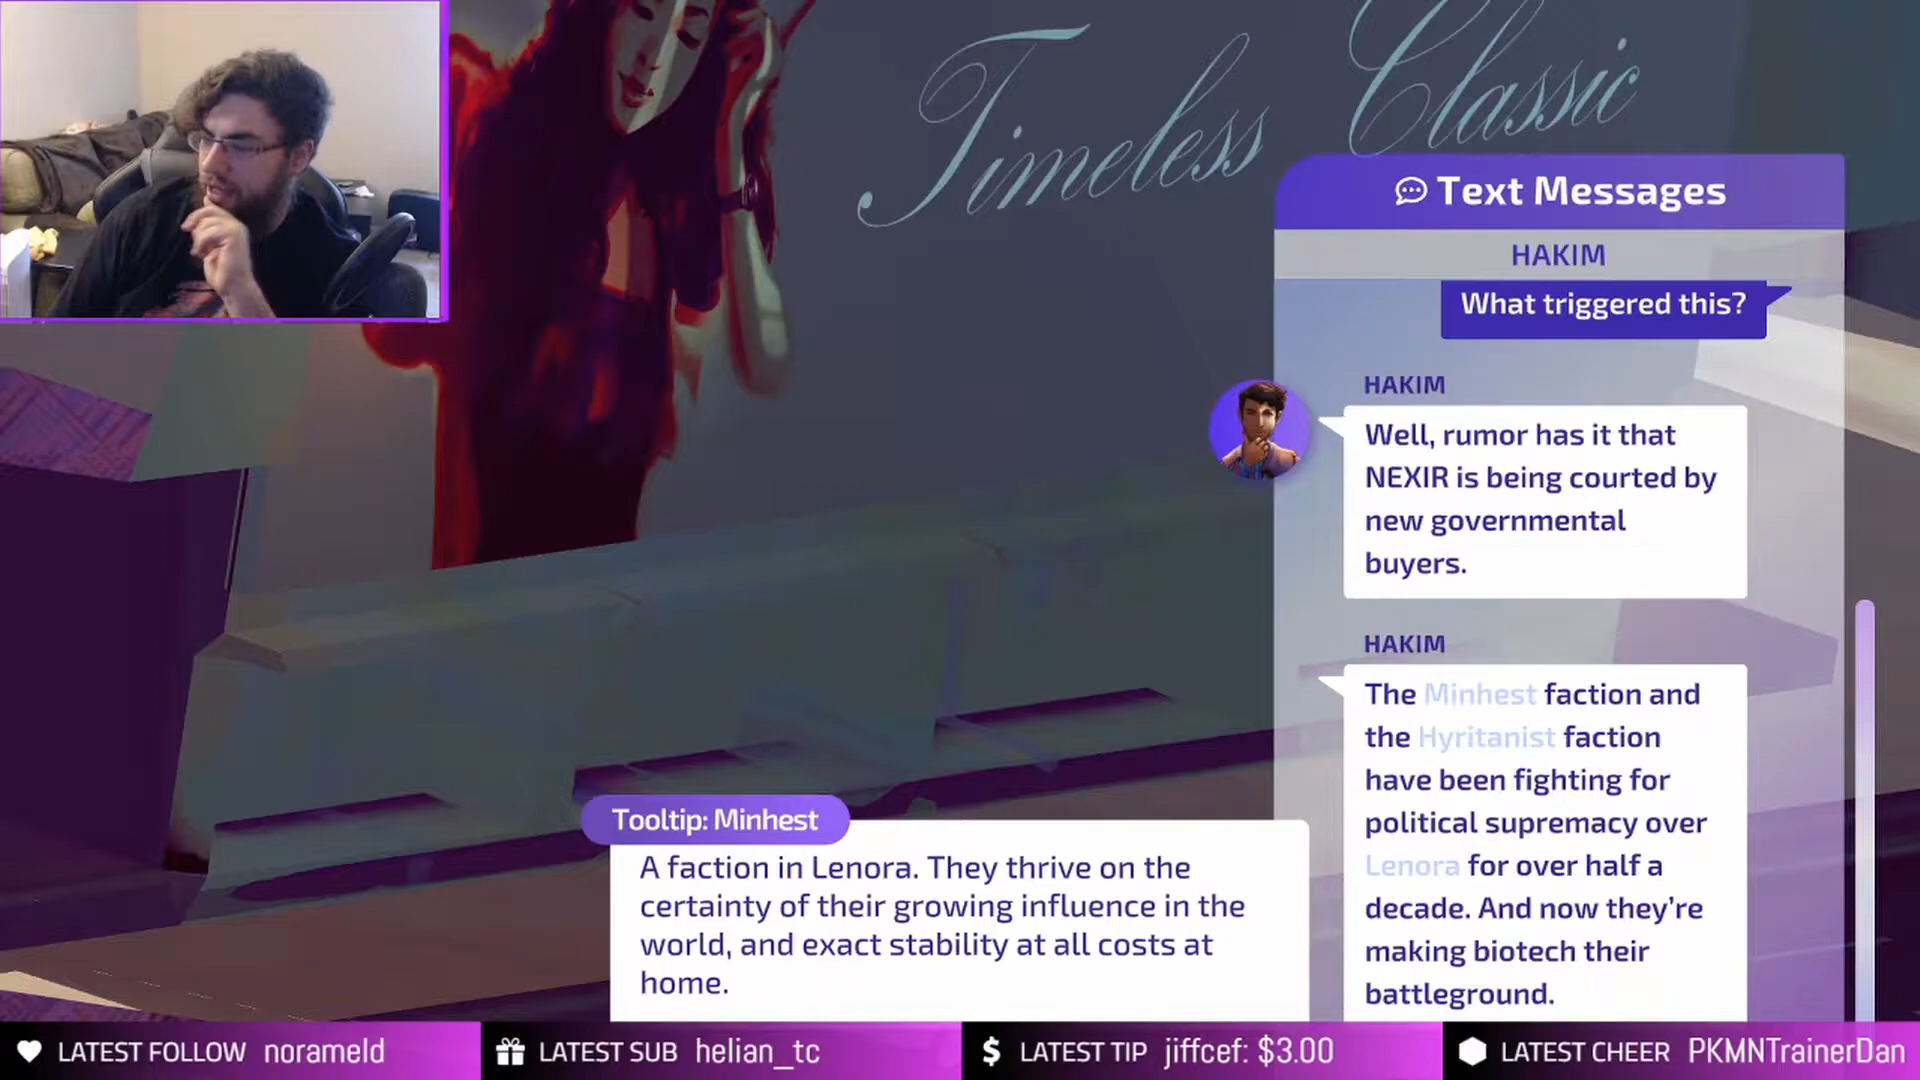 Timeless Classic
Text Messages
HAKIM
What triggered this?
HAKIM
Well, rumor has it that
NEXIR is being courted by
new governmental
buyers.
HAKIM
The Minhest faction and
the Hyritanist faction
have been fighting for
political supremacy over
Lenora for over half a
decade. And now they're
making biotech their
battleground.
Tooltip: Minhest
A faction in Lenora. They thrive on the
certainty of their growing influence in the
world, and exact stability at all costs at
home.
LATEST FOLLOW norameld
LATEST SUB helian_tc
$ LATEST TIP jiffcef: $3.00
LATEST CHEER PKMNTrainerDan